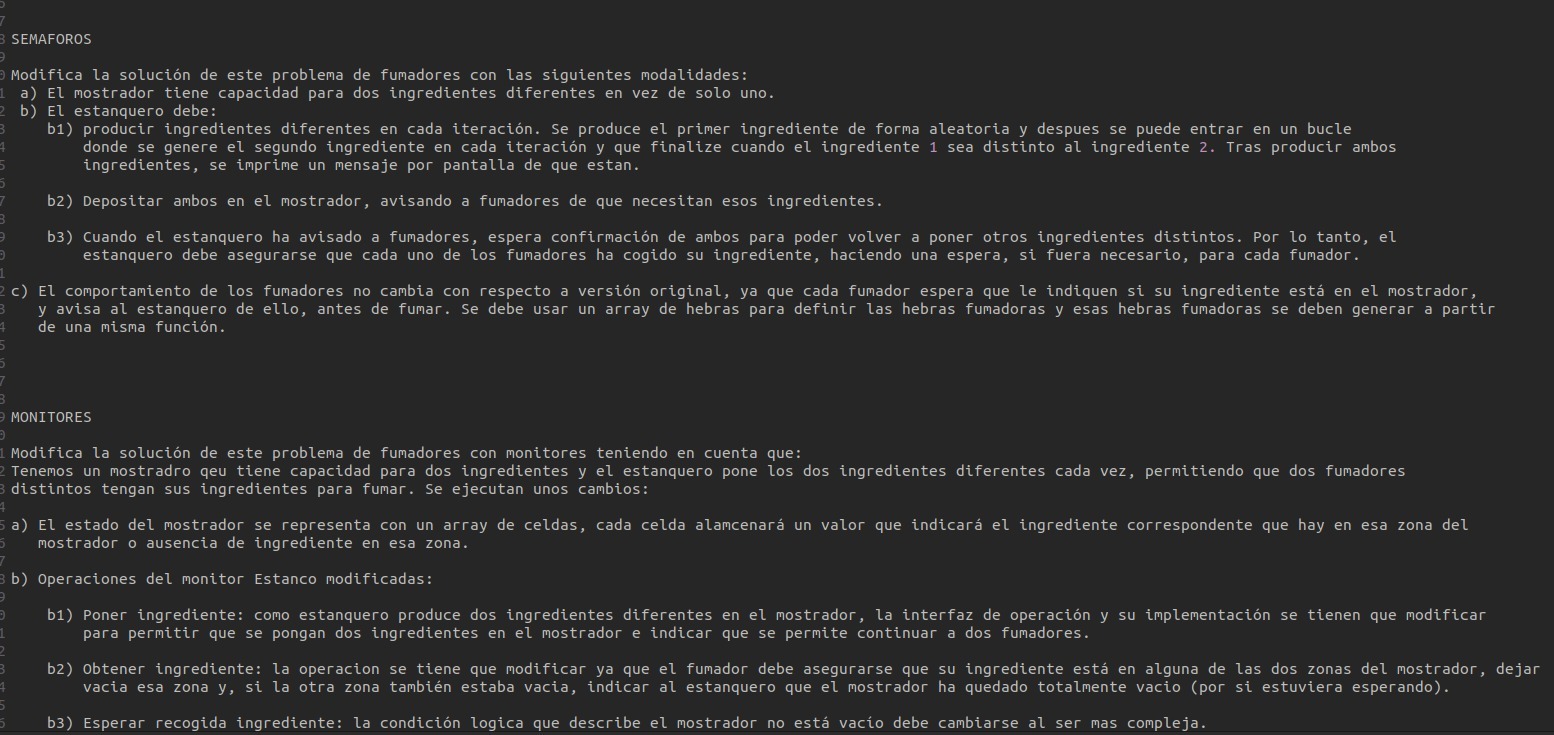 SEMAFOROS
Modifica la solución de este problema de fumadores con las siguientes modalidades:
a) El mostrador tiene capacidad para dos ingredientes diferentes en vez de solo uno.
b) El estanquero debe:
b1) producir ingredientes diferentes en cada iteración. Se produce el primer ingrediente de forma aleatoria y despues se puede entrar en un bucle
donde se genere el segundo ingrediente en cada iteración y que finalize cuando el ingrediente 1 sea distinto al ingrediente 2. Tras producir ambos
ingredientes, se imprime un mensaje por pantalla de que estan.
b2) Depositar ambos en el mostrador, avisando a fumadores de que necesitan esos ingredientes.
b3) Cuando el estanquero ha avisado a fumadores, espera confirmación de ambos para poder volver a poner otros ingredientes distintos. Por lo tanto, el
estanquero debe asegurarse que cada uno de los fumadores ha cogido su ingrediente, haciendo una espera, si fuera necesario, para cada fumador.
c) El comportamiento de los fumadores no cambia con respecto a versión original, ya que cada fumador espera que le indiquen si su ingrediente está en el mostrador,
y avisa al estanquero de ello, antes de fumar. Se debe usar un array de hebras para definir las hebras fumadoras y esas hebras fumadoras se deben generar a partir
de una misma función.
MONITORES
Modifica la solución de este problema de fumadores con monitores teniendo en cuenta que:
Tenemos un mostradro qeu tiene capacidad para dos ingredientes y el estanquero pone los dos ingredientes diferentes cada vez, permitiendo que dos fumadores
distintos tengan sus ingredientes para fumar. Se ejecutan unos cambios:
a) El estado del mostrador se representa con un array de celdas, cada celda alamcenará un valor que indicará el ingrediente correspondente que hay en esa zona del
mostrador o ausencia de ingrediente en esa zona.
b) Operaciones del monitor Estanco modificadas:
b1) Poner ingrediente: como estanquero produce dos ingredientes diferentes en el mostrador, la interfaz de operación y su implementación se tienen que modificar
para permitir que se pongan dos ingredientes en el mostrador e indicar que se permite continuar a dos fumadores.
b2) Obtener ingrediente: la operacion se tiene que modificar ya que el fumador debe asegurarse que su ingrediente está en alguna de las dos zonas del mostrador, dejar
vacia esa zona y, si la otra zona también estaba vacia, indicar al estanquero que el mostrador ha quedado totalmente vacio (por si estuviera esperando).
b3) Esperar recogida ingrediente: la condición logica que describe el mostrador no está vacío debe cambiarse al ser mas compleja.